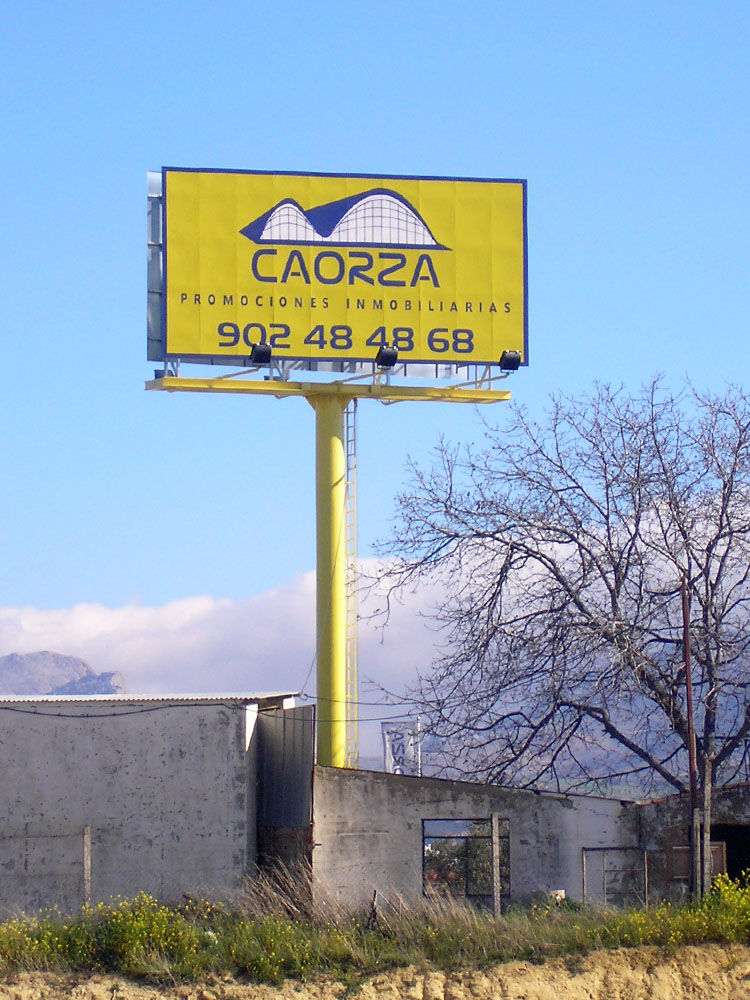 CAORZA
PROMOCIONES INMOBILIARIAS
902 48 48 68